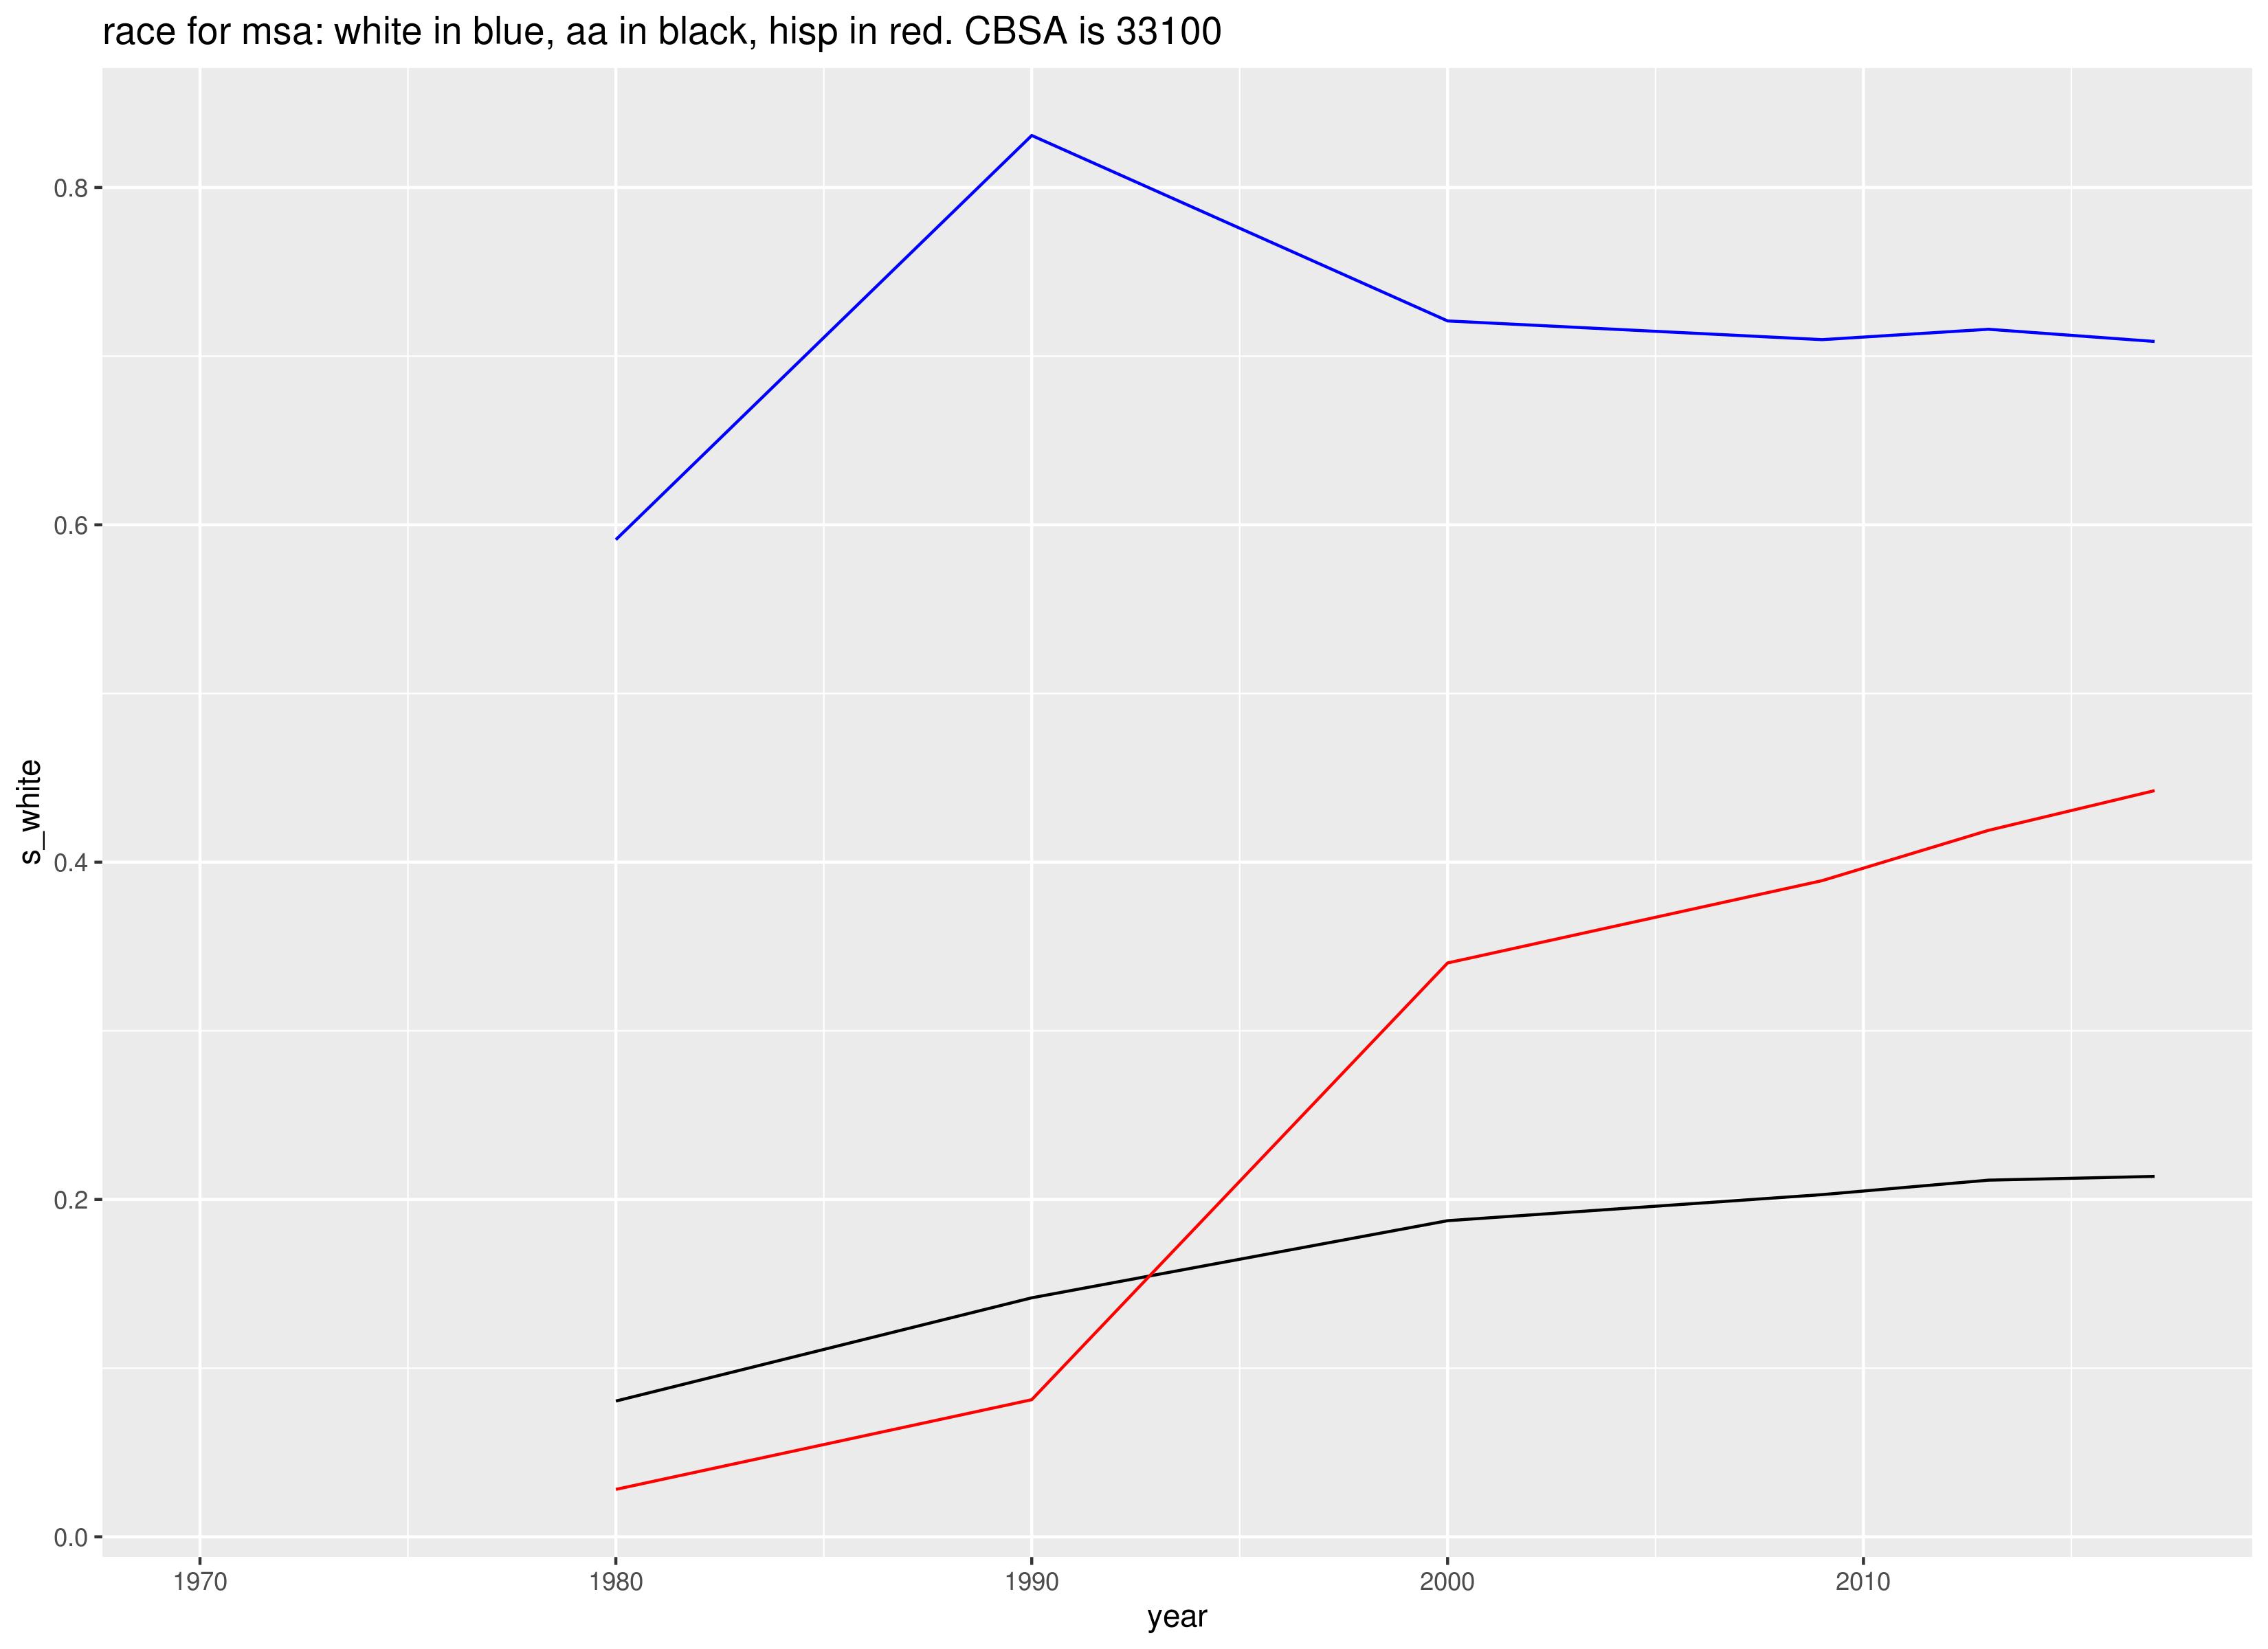 race for msa: white in blue, aa in black, hisp in red. CBSA is 33100
0.8
0.6
0.4
0.2
0.0
s_white
1970 1980 1990 2000 2010
year